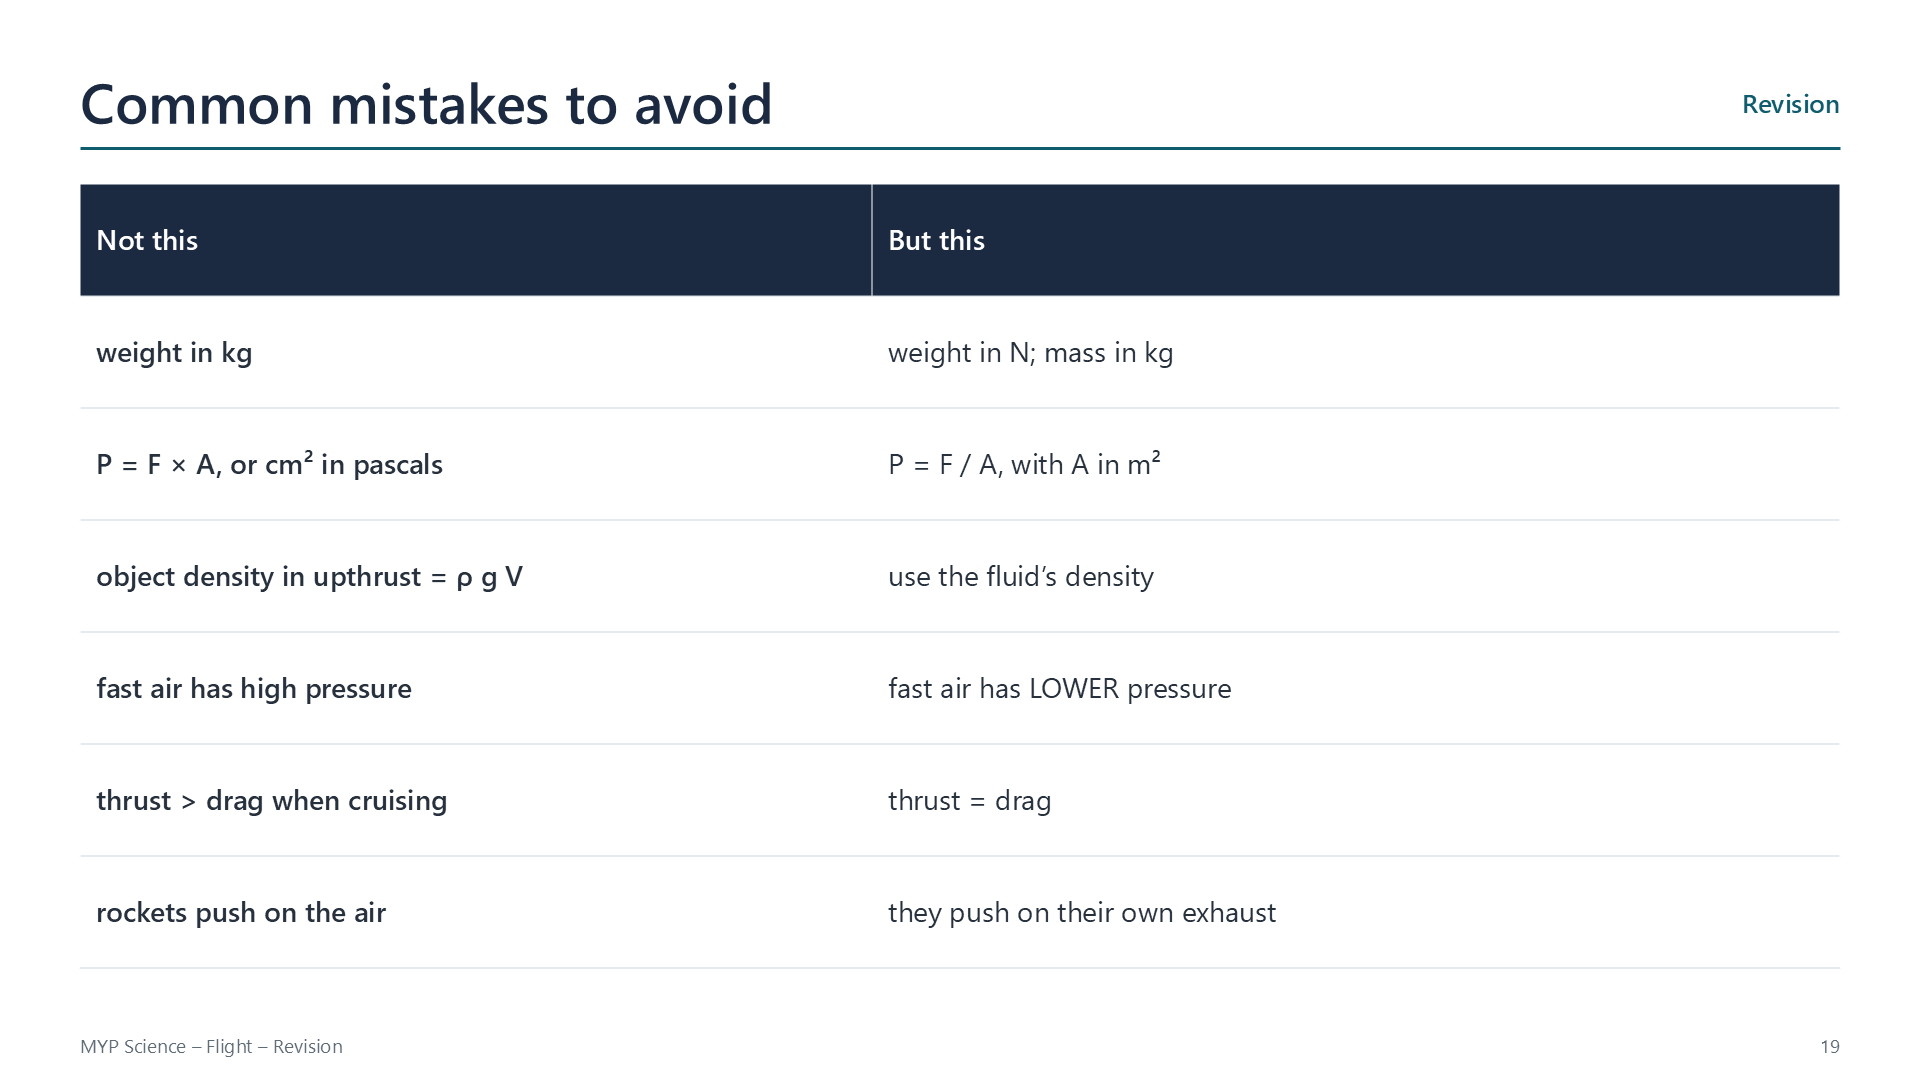 Common mistakes to avoid
Revision
Not this
But this
weight in kg
weight in N; mass in kg
P = F × A, or cm² in pascals
P = F / A, with A in m²
object density in upthrust = ρ g V
use the fluid’s density
fast air has high pressure
fast air has LOWER pressure
thrust > drag when cruising
thrust = drag
rockets push on the air
they push on their own exhaust
MYP Science – Flight – Revision
19